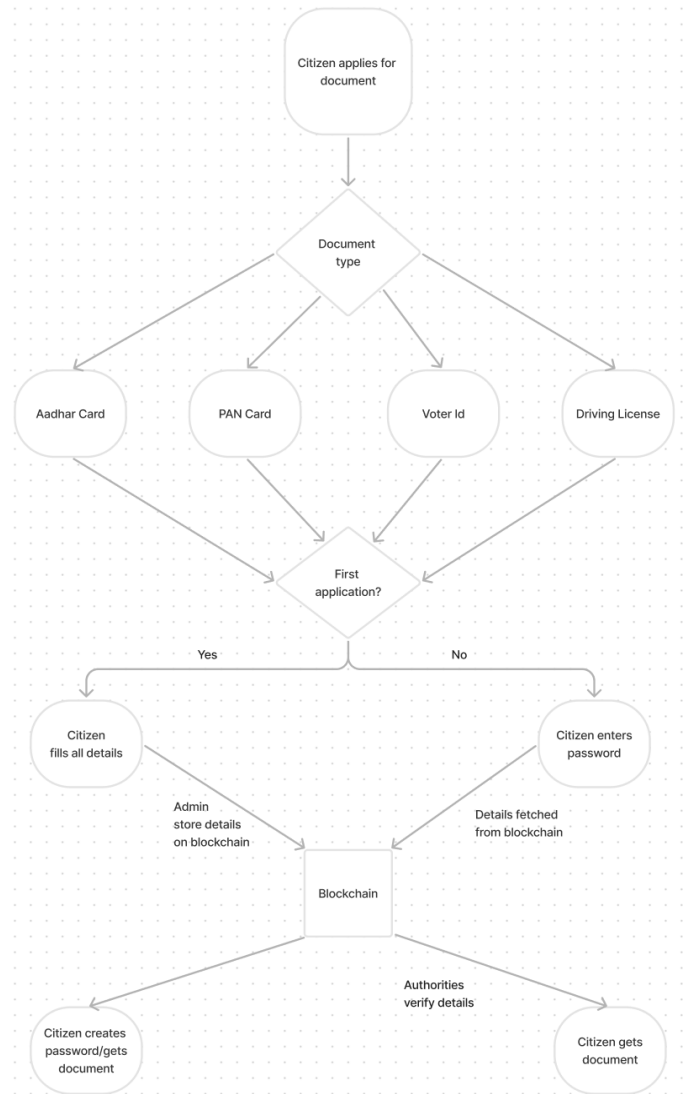 Citizen applies for
document
Document
type
Aadhar Card
PAN Card
Voter Id
Driving License
First
application?
Yes
No
Citizen
fills all details
Citizen enters
password
Admin
store details
on blockchain
Details fetched
from blockchain
Blockchain
Authorities
verify details
Citizen creates
password/gets
document
Citizen gets
document